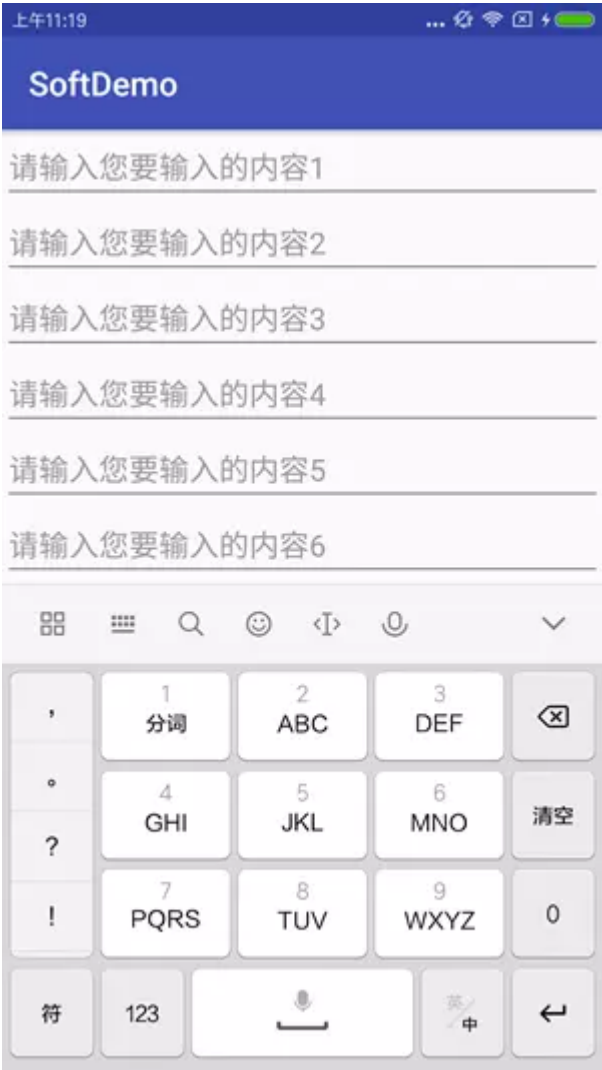 上午11:19
SoftDemo
请输入您要输入的内容1
请输入您要输入的内容2
请输入您要输入的内容3
请输入您要输入的内容4
请输入您要输入的内容5
请输入您要输入的内容6
, 1 2 3
分词 ABC DEF
。 4 5 6 清空
GHI JKL MNO
?
! 7 8 9 0
PQRS TUV WXYZ
符 123 英/中